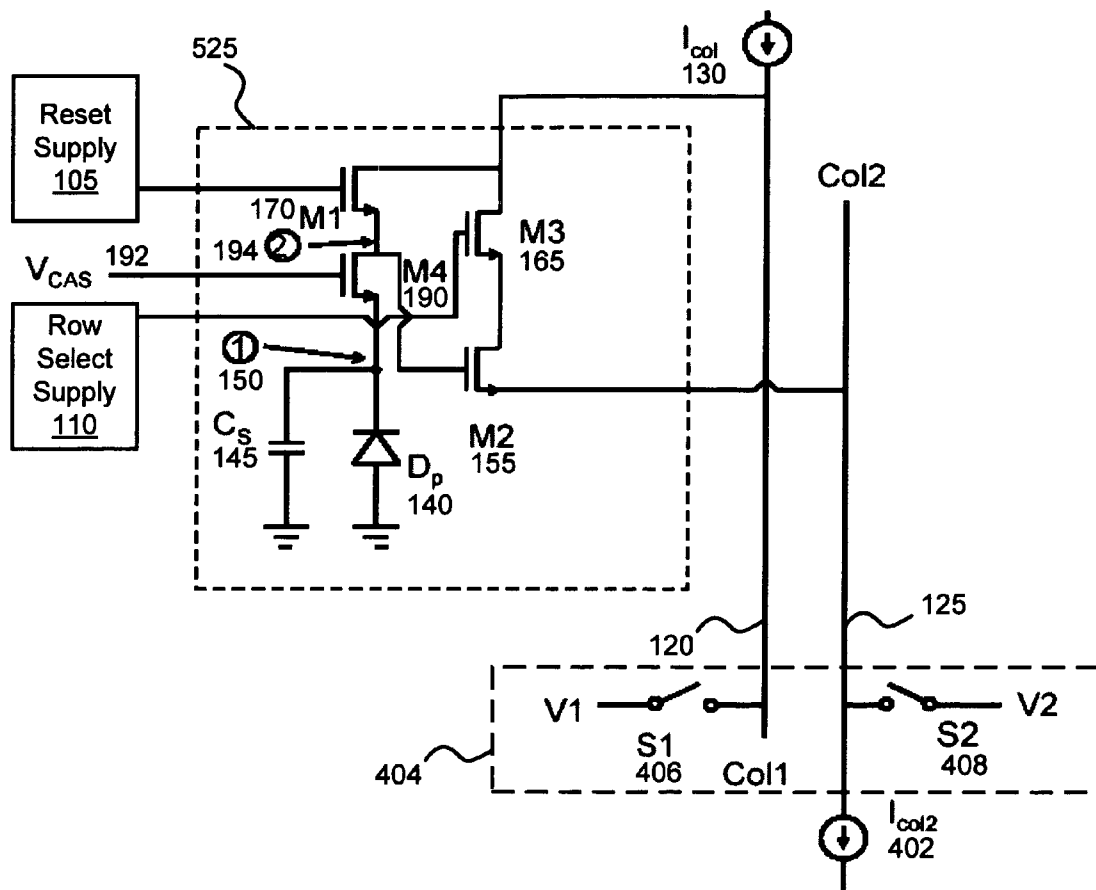 525
I_col
130
Reset
Supply
105
Col2
170 M1
194 ②
M3
165
V_CAS 192
M4
190
Row
Select
Supply
110
①
150
C_S
145
M2
155
D_p
140
120
125
V1
V2
S1
406
Col1
S2
408
404
I_col2
402